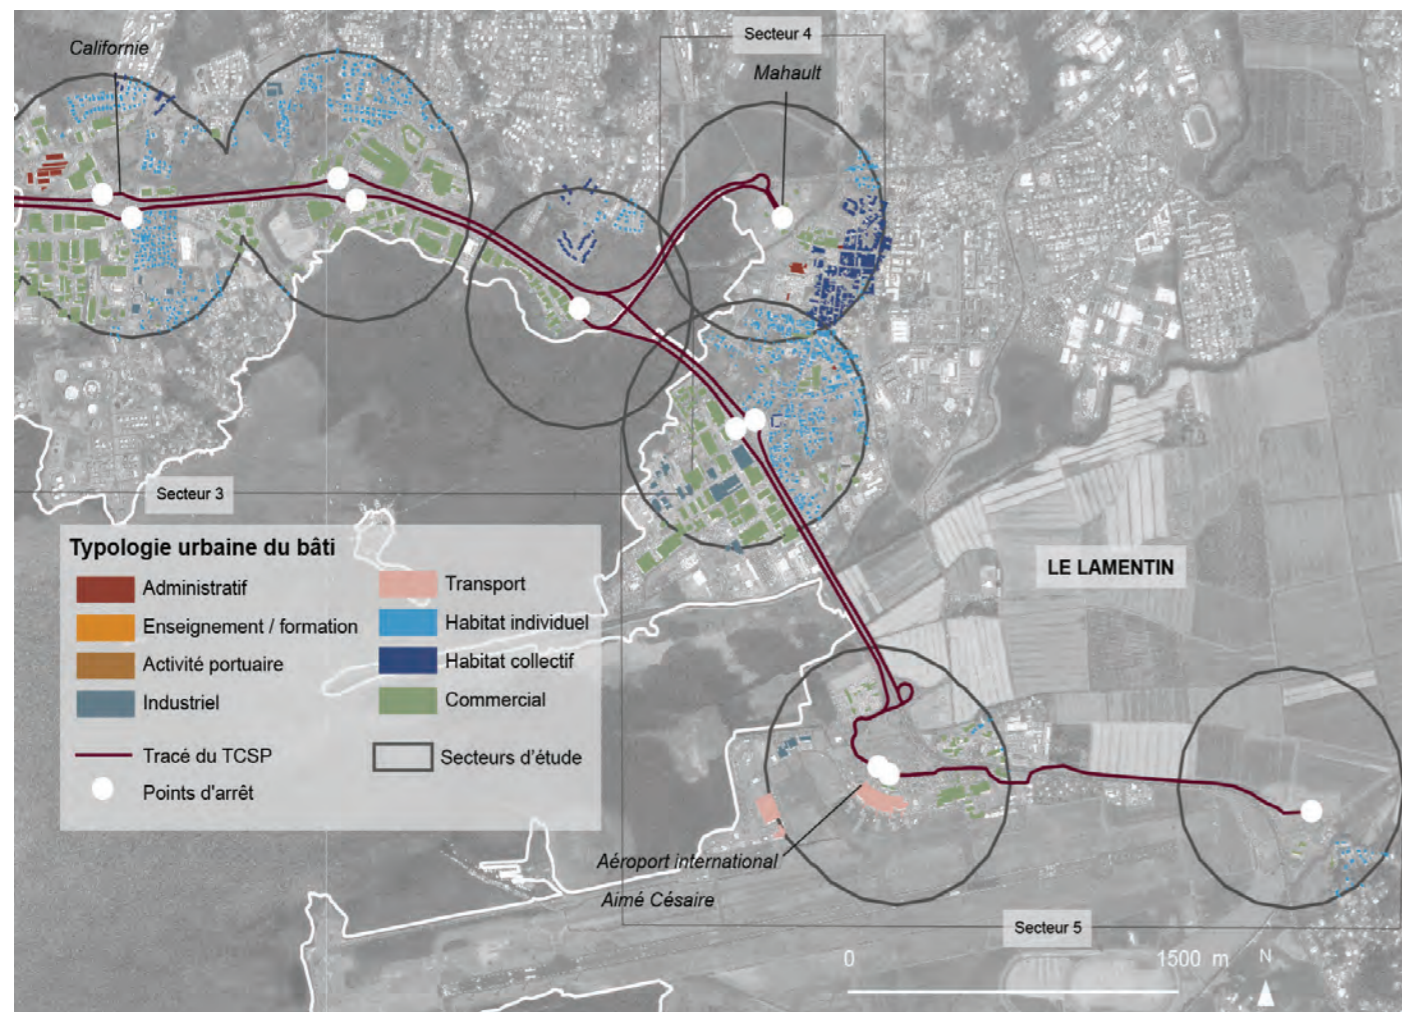 Californie
Secteur 4
Mahault
Secteur 3
Typologie urbaine du bâti
Administratif
Enseignement / formation
Activité portuaire
Industriel
Transport
Habitat individuel
Habitat collectif
Commercial
Tracé du TCSP
Points d'arrêt
Secteurs d'étude
LE LAMENTIN
Aéroport international
Aimé Césaire
Secteur 5
0 1500 m
N